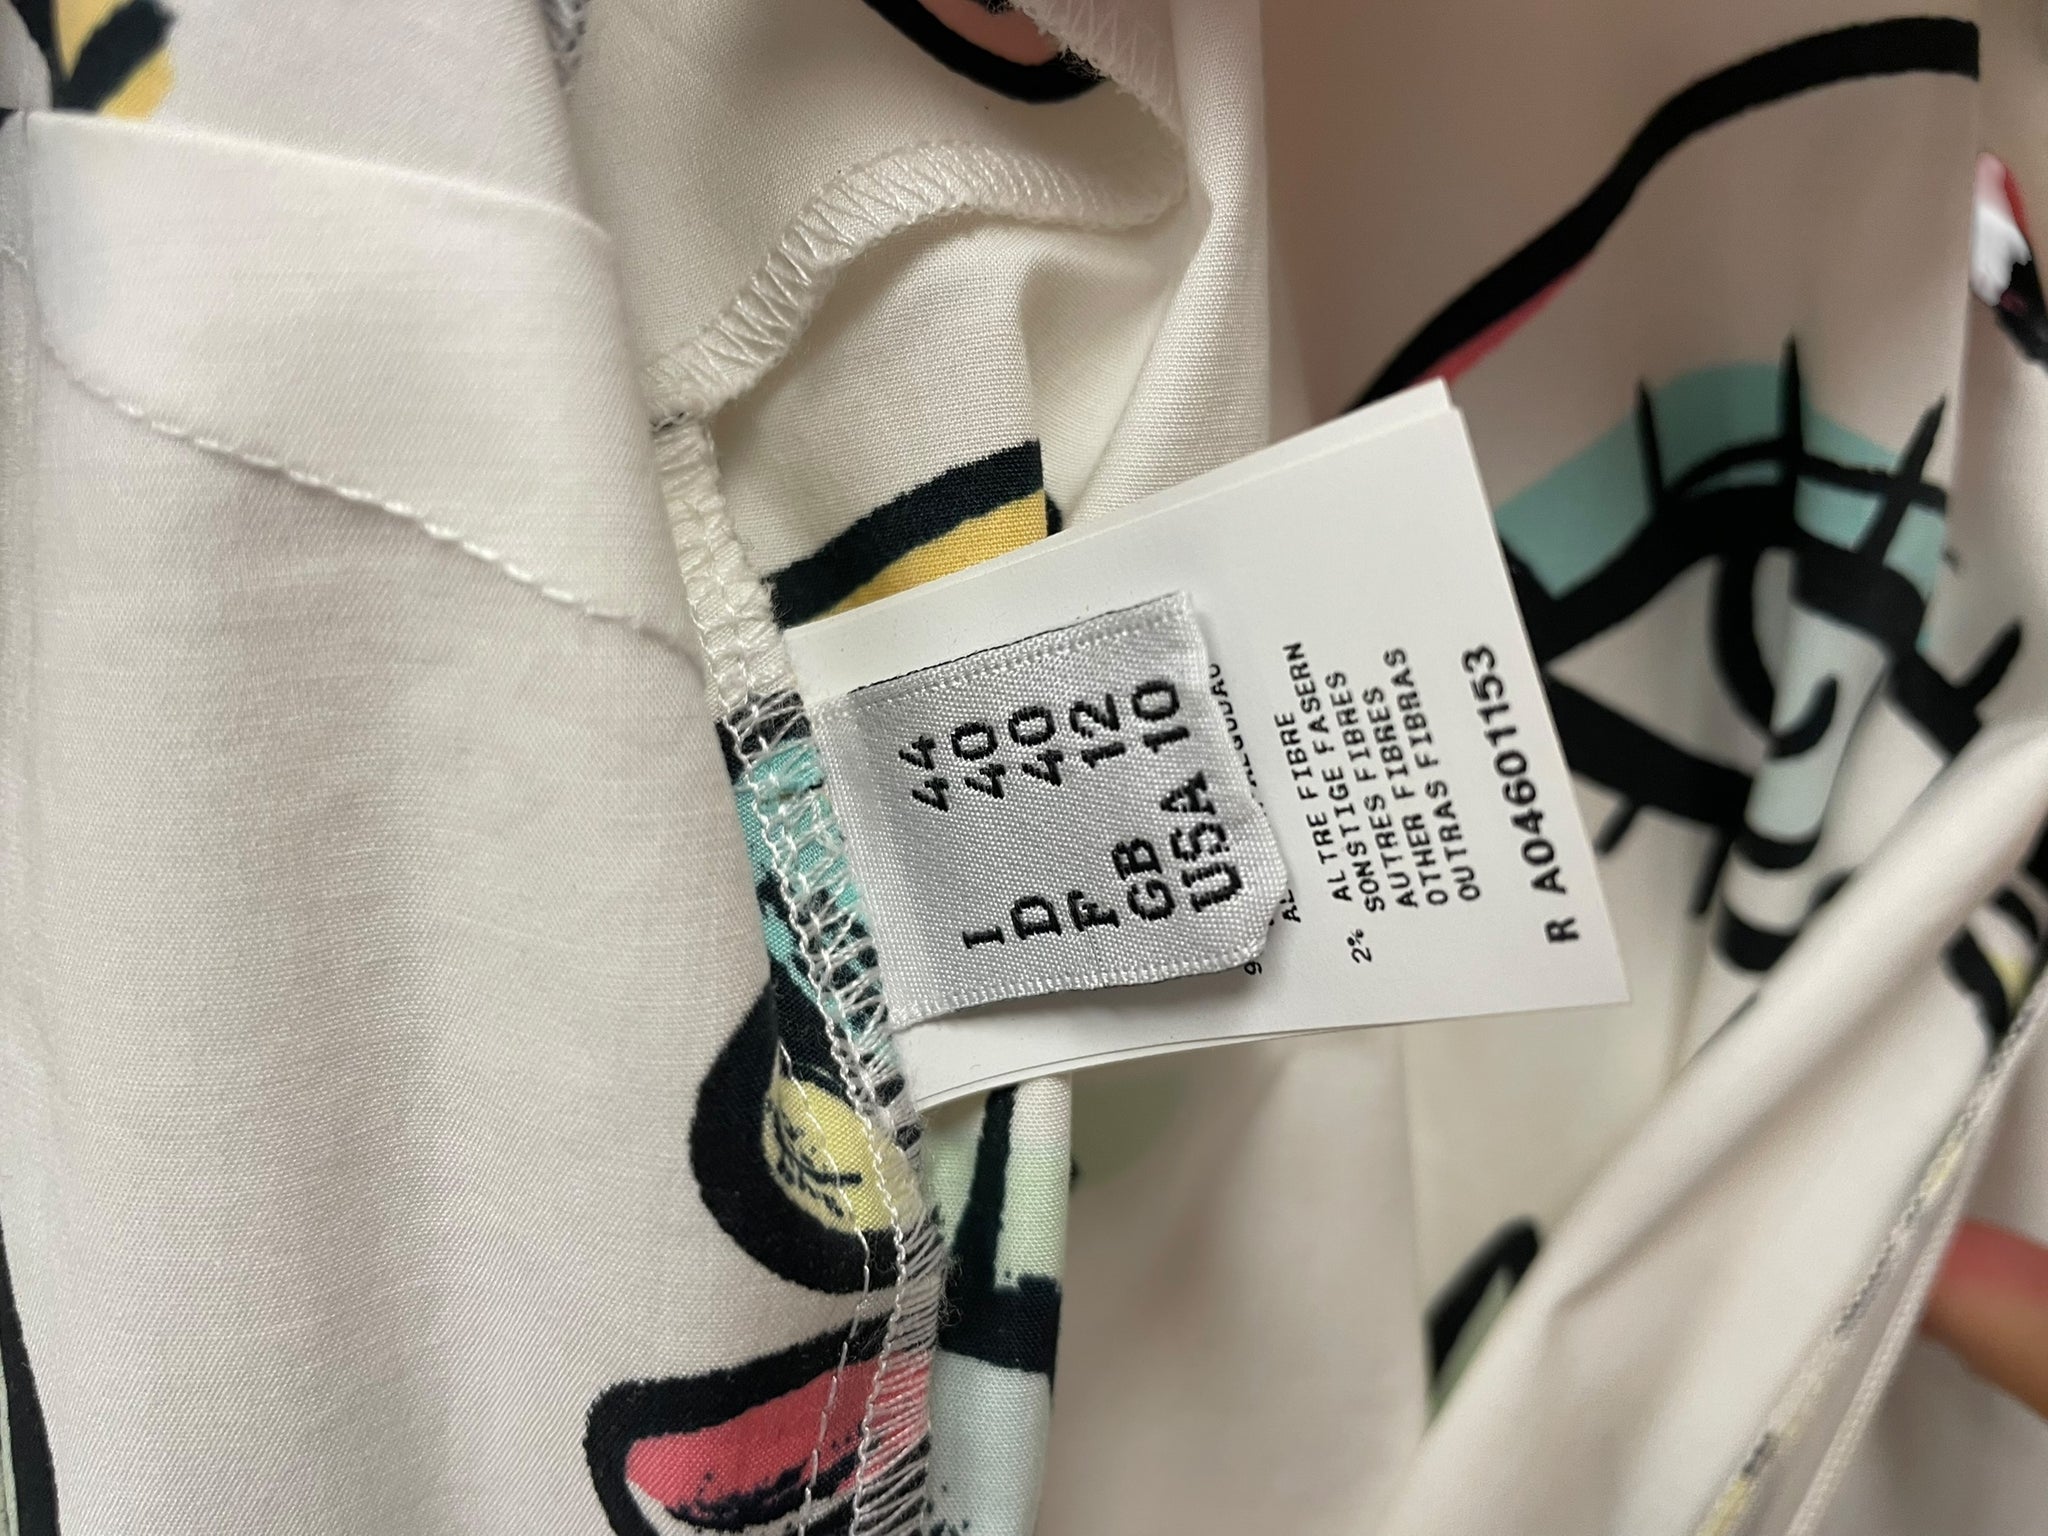 I 44
D 40
F 40
GB 12
USA 10
2% ALTRE FIBRE
SONSTIGE FASERN
AUTRES FIBRES
OTHER FIBRES
OUTRAS FIBRAS
R A04601153